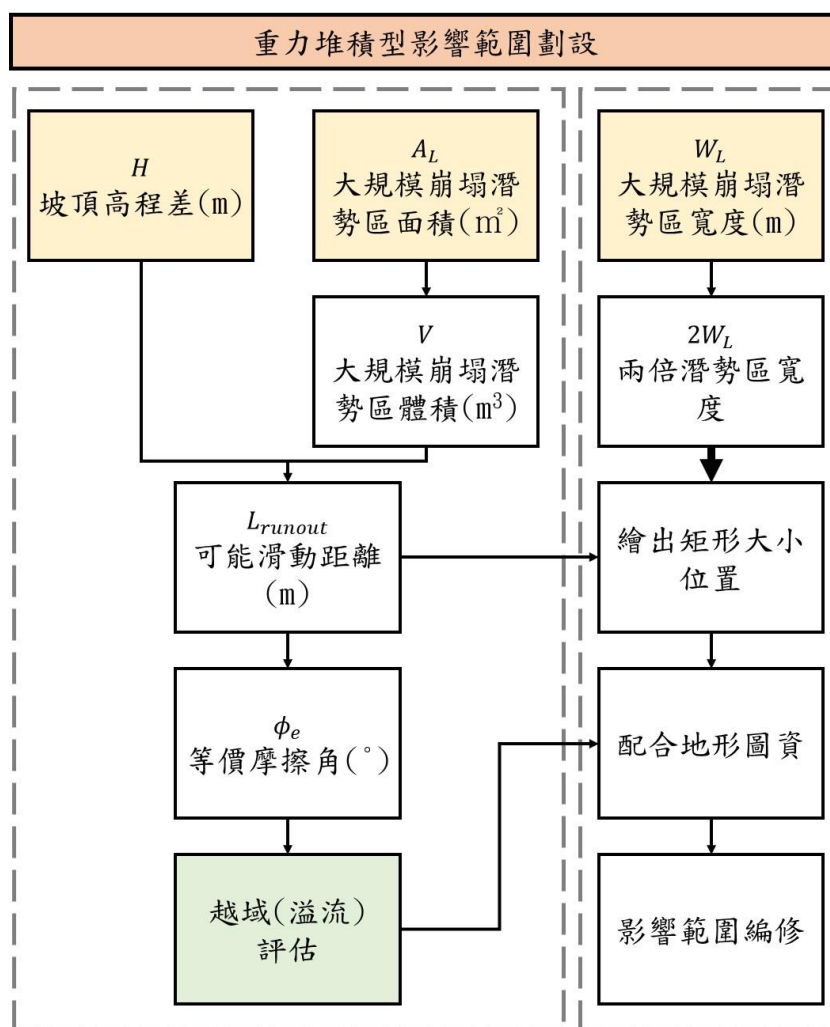 重力堆積型影響範圍劃設
H
坡頂高程差(m)
A_L
大規模崩塌潛
勢區面積(㎡)
W_L
大規模崩塌潛
勢區寬度(m)
V
大規模崩塌潛
勢區體積(m³)
2W_L
兩倍潛勢區寬
度
L_runout
可能滑動距離
(m)
繪出矩形大小
位置
ϕ_e
等價摩擦角(°)
配合地形圖資
越域(溢流)
評估
影響範圍編修